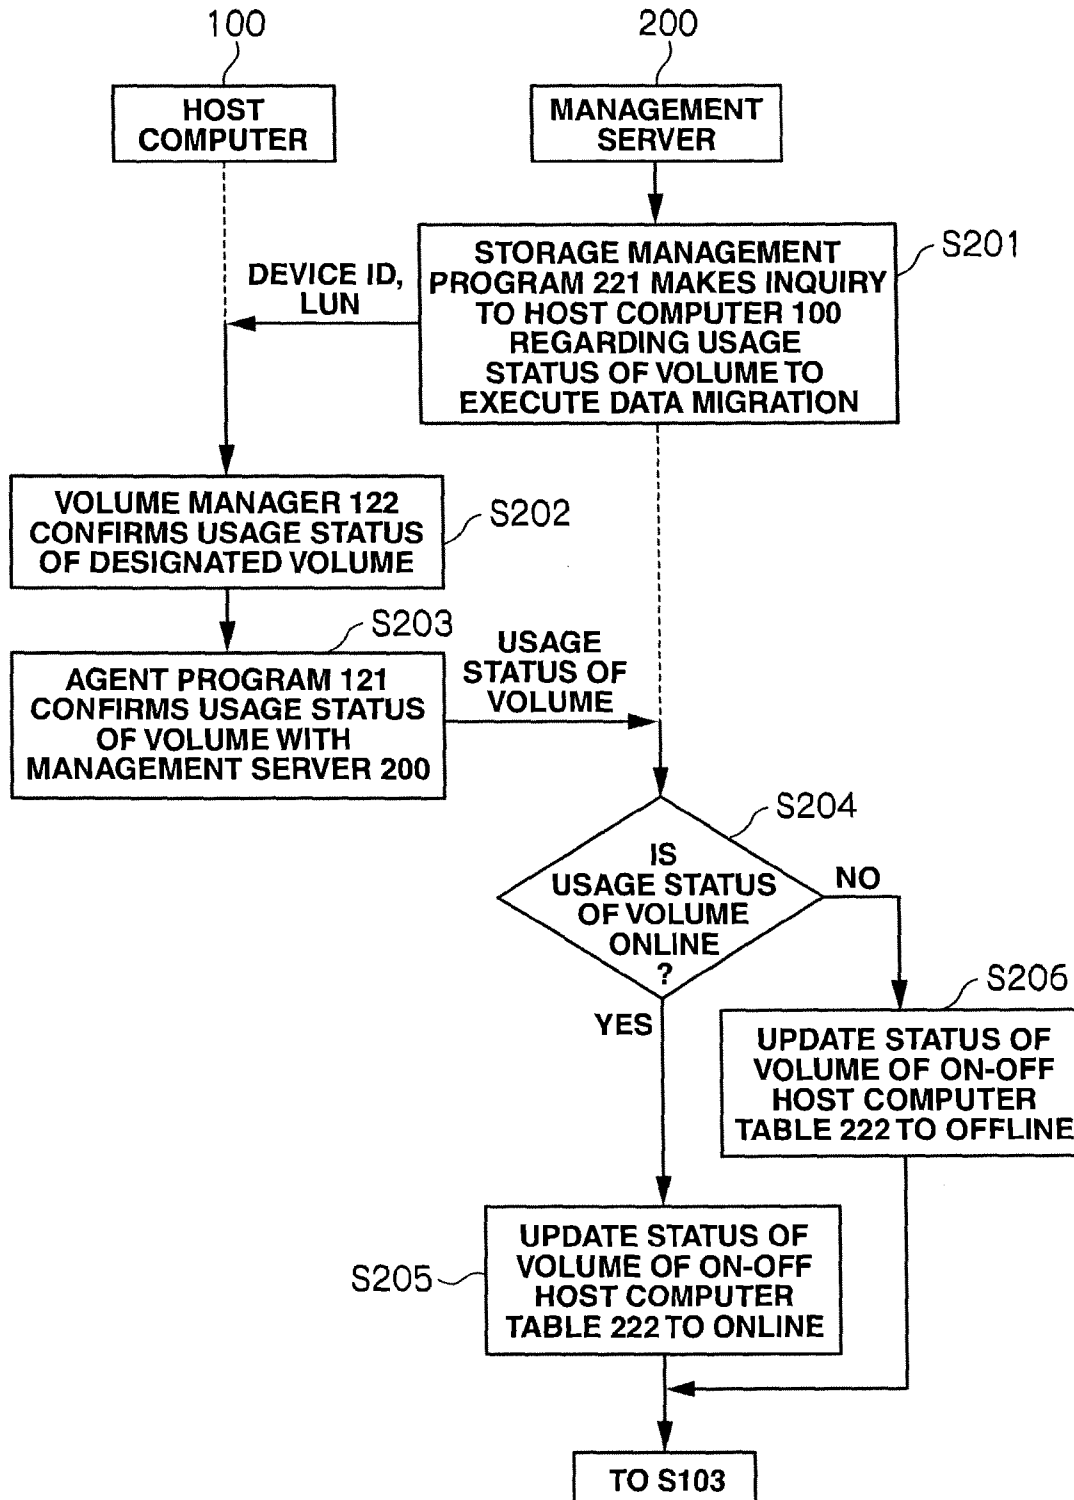 100
200
HOST
COMPUTER
MANAGEMENT
SERVER
STORAGE MANAGEMENT
PROGRAM 221 MAKES INQUIRY
TO HOST COMPUTER 100
REGARDING USAGE
STATUS OF VOLUME TO
EXECUTE DATA MIGRATION
S201
DEVICE ID,
LUN
VOLUME MANAGER 122
CONFIRMS USAGE STATUS
OF DESIGNATED VOLUME
S202
S203
AGENT PROGRAM 121
CONFIRMS USAGE STATUS
OF VOLUME WITH
MANAGEMENT SERVER 200
USAGE
STATUS OF
VOLUME
S204
IS
USAGE STATUS
OF VOLUME
ONLINE
?
NO
YES
S206
UPDATE STATUS OF
VOLUME OF ON-OFF
HOST COMPUTER
TABLE 222 TO OFFLINE
S205
UPDATE STATUS OF
VOLUME OF ON-OFF
HOST COMPUTER
TABLE 222 TO ONLINE
TO S103